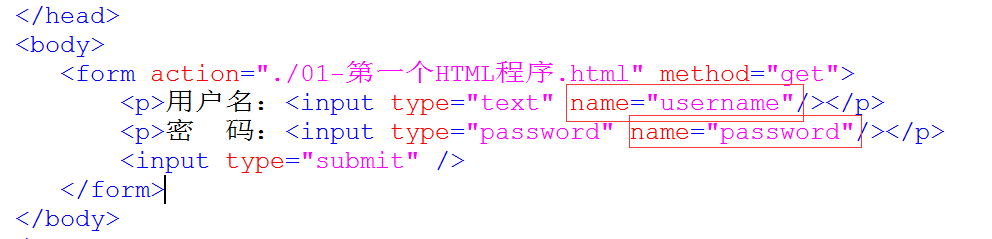 </head>
<body>
<form action="./01-第一个HTML程序.html" method="get">
<p>用户名：<input type="text" name="username"/></p>
<p>密　码：<input type="password" name="password"/></p>
<input type="submit" />
</form>
</body>